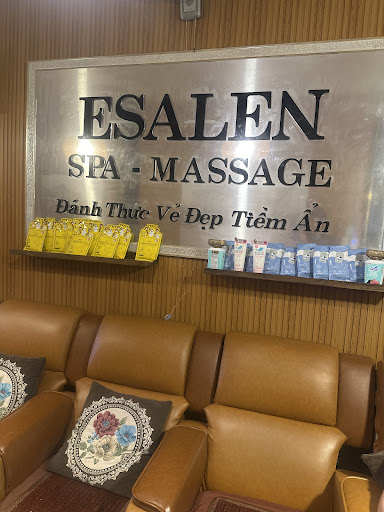 ESALEN
SPA - MASSAGE
Đánh Thức Vẻ Đẹp Tiềm Ẩn